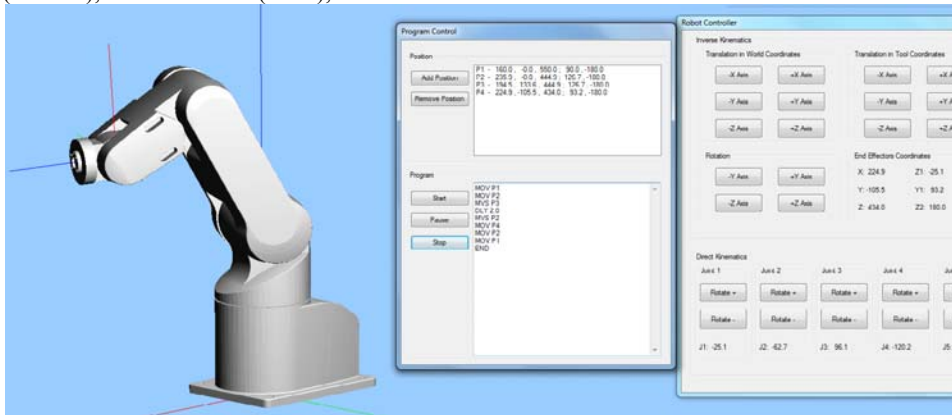 Program Control
Position
Add Position
Remove Position
P1 - 160.0 , -0.0 , 550.0 , 90.0 ,-180.0
P2 - 235.9 , -0.0 , 444.9 , 126.7 ,-180.0
P3 - 194.5 , 133.6 , 444.9 , 126.7 ,-180.0
P4 - 224.9 ,-105.5 , 434.0 , 93.2 ,-180.0
Program
Start
Pause
Stop
MOV P1
MOV P2
MVS P3
DLY 2.0
MVS P2
MOV P4
MOV P2
MOV P1
END
Robot Controller
Inverse Kinematics
Translation in World Coordinates
-X Axis +X Axis
-Y Axis +Y Axis
-Z Axis +Z Axis
Translation in Tool Coordinates
-X Axis
-Y Axis
-Z Axis
Rotation
-Y Axis +Y Axis
-Z Axis +Z Axis
End Effectors Coordinates
X: 224.9 Z1: -25.1
Y: -105.5 Y1: 93.2
Z: 434.0 Z2: 180.0
Direct Kinematics
Joint 1 Joint 2 Joint 3 Joint 4
Rotate + Rotate + Rotate + Rotate +
Rotate - Rotate - Rotate - Rotate -
J1: -25.1 J2: -62.7 J3: 96.1 J4: -120.2 J5: